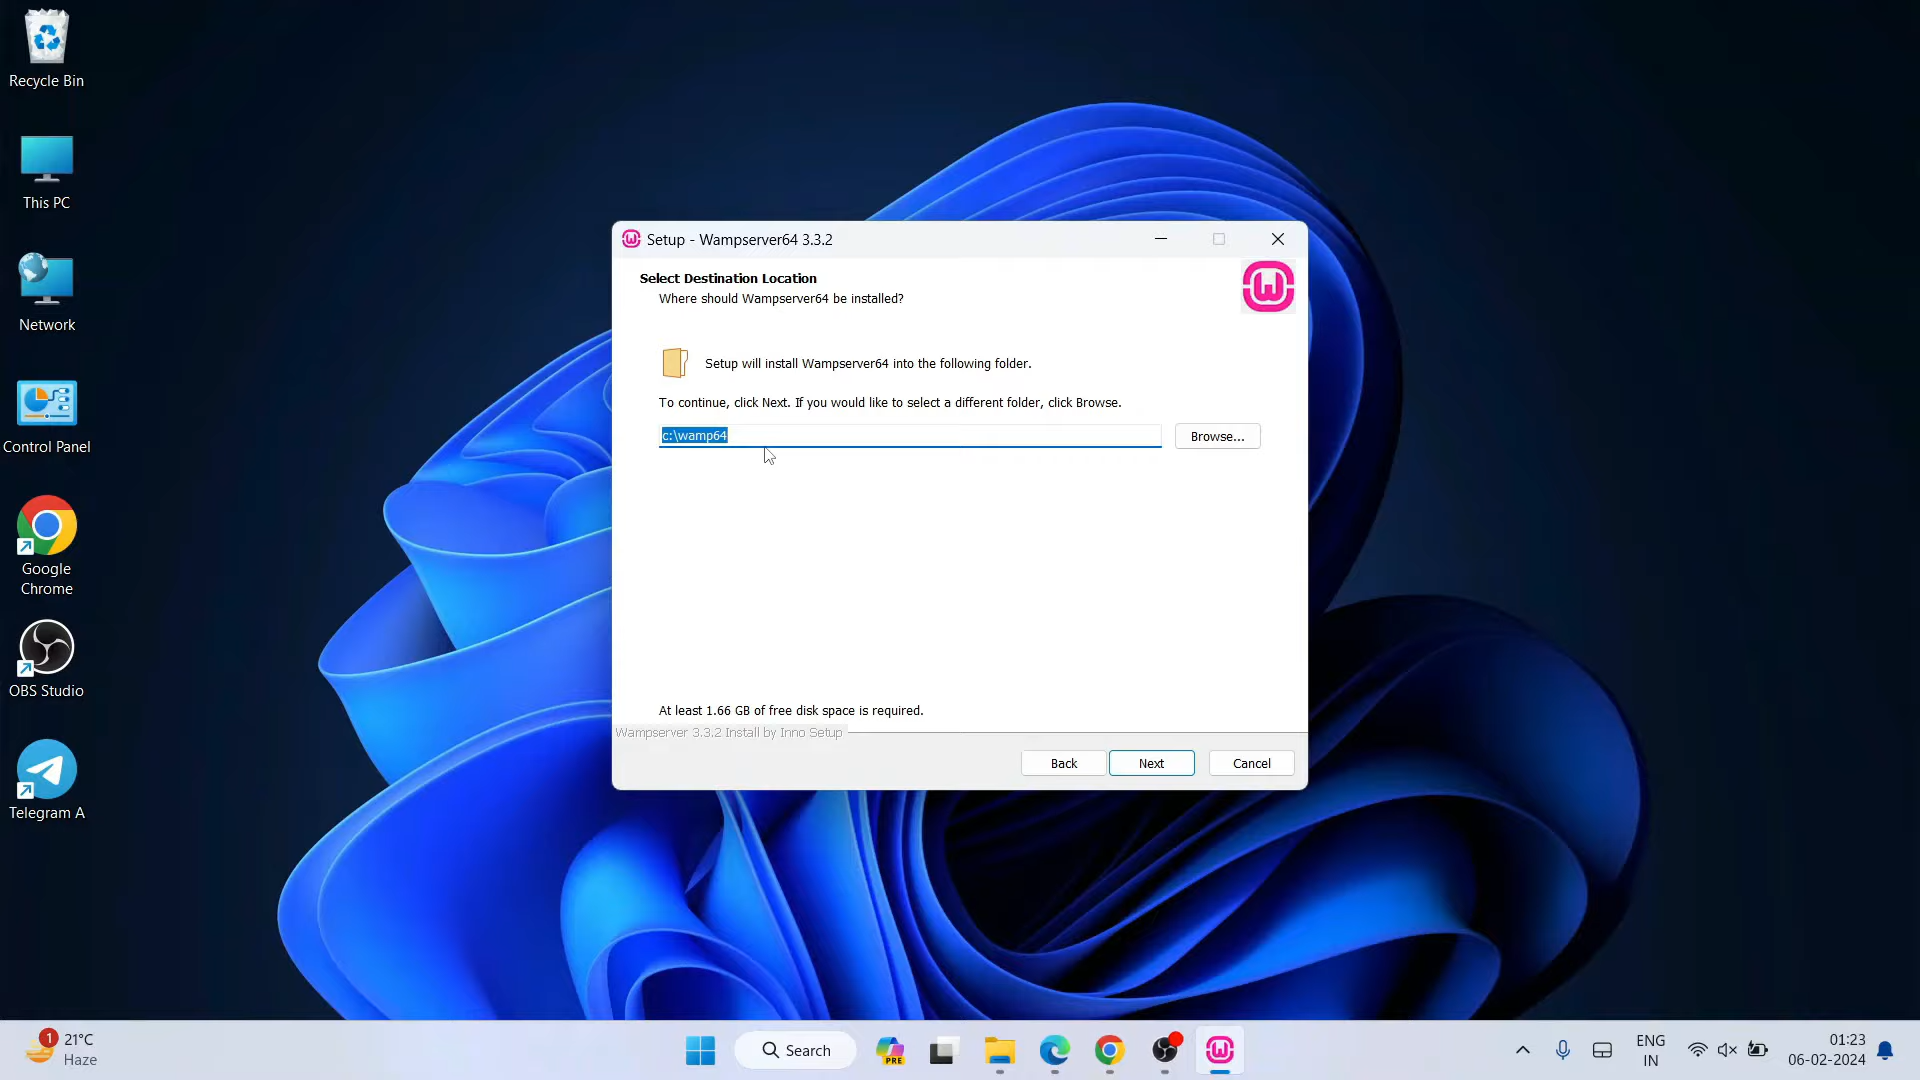 Recycle Bin
This PC
Network
Control Panel
Google
Chrome
OBS Studio
Telegram A
Setup - Wampserver64 3.3.2
Select Destination Location
Where should Wampserver64 be installed?
Setup will install Wampserver64 into the following folder.
To continue, click Next. If you would like to select a different folder, click Browse.
c:\wamp64
Browse...
At least 1.66 GB of free disk space is required.
Wampserver 3.3.2 Install by Inno Setup
Back
Next
Cancel
1
21°C
Haze
Search
PRE
ENG
IN
01:23
06-02-2024